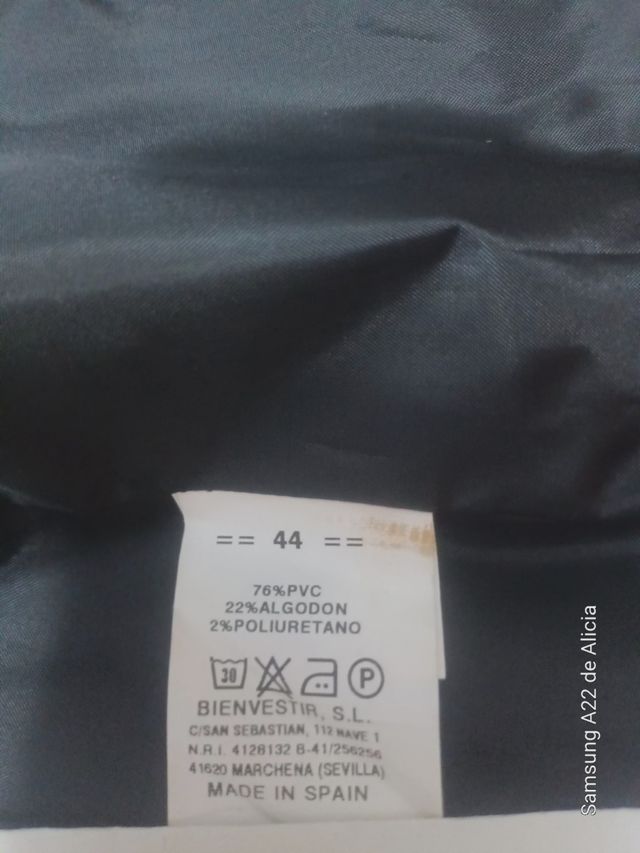 == 44 ==
76%PVC
22%ALGODON
2%POLIURETANO
30 P
BIENVESTIR, S.L.
C/SAN SEBASTIAN, 112 NAVE 1
N.R.I. 4128132 B-41/256256
41620 MARCHENA (SEVILLA)
MADE IN SPAIN
Samsung A22 de Alicia